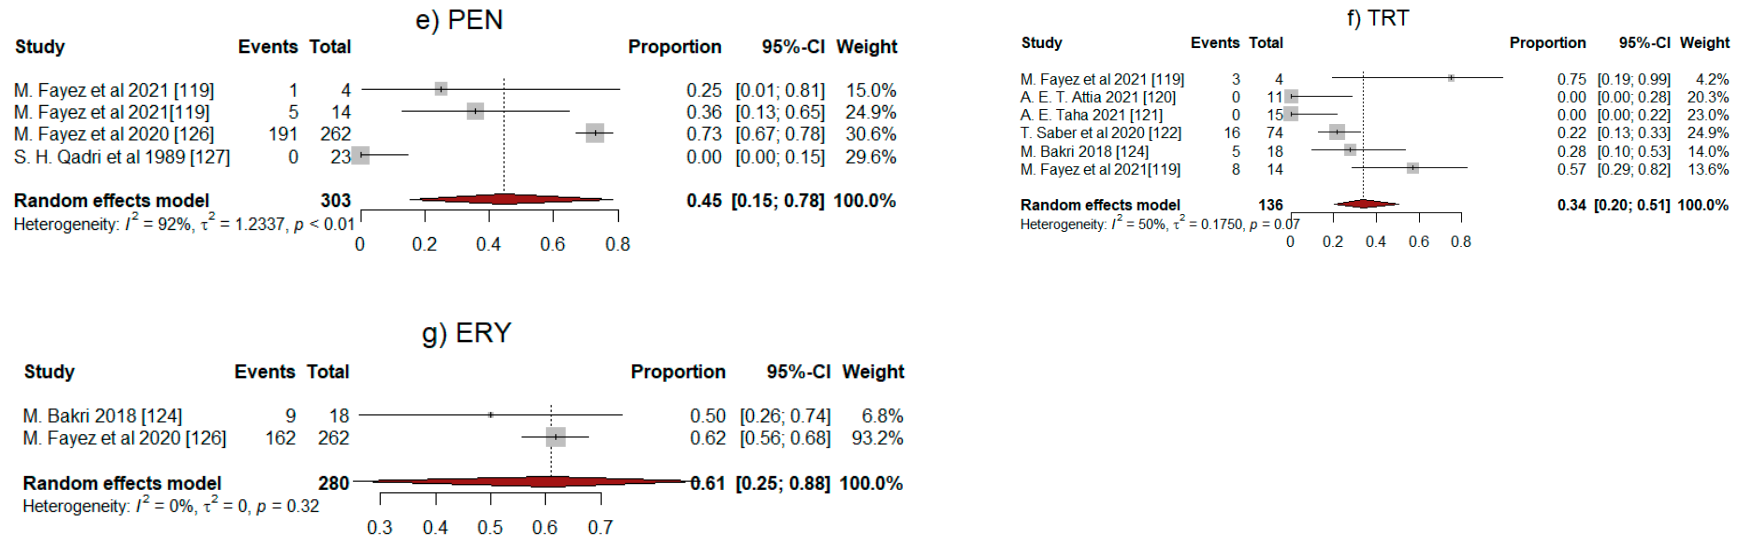 e) PEN
Study Events Total Proportion 95%-CI Weight
M. Fayez et al 2021 [119] 1 4 0.25 [0.01; 0.81] 15.0%
M. Fayez et al 2021[119] 5 14 0.36 [0.13; 0.65] 24.9%
M. Fayez et al 2020 [126] 191 262 0.73 [0.67; 0.78] 30.6%
S. H. Qadri et al 1989 [127] 0 23 0.00 [0.00; 0.15] 29.6%
Random effects model 303 0.45 [0.15; 0.78] 100.0%
Heterogeneity: I² = 92%, τ² = 1.2337, p < 0.01
0 0.2 0.4 0.6 0.8
f) TRT
Study Events Total Proportion 95%-CI Weight
M. Fayez et al 2021 [119] 3 4 0.75 [0.19; 0.99] 4.2%
A. E. T. Attia 2021 [120] 0 11 0.00 [0.00; 0.28] 20.3%
A. E. Taha 2021 [121] 0 15 0.00 [0.00; 0.22] 23.0%
T. Saber et al 2020 [122] 16 74 0.22 [0.13; 0.33] 24.9%
M. Bakri 2018 [124] 5 18 0.28 [0.10; 0.53] 14.0%
M. Fayez et al 2021[119] 8 14 0.57 [0.29; 0.82] 13.6%
Random effects model 136 0.34 [0.20; 0.51] 100.0%
Heterogeneity: I² = 50%, τ² = 0.1750, p = 0.07
0 0.2 0.4 0.6 0.8
g) ERY
Study Events Total Proportion 95%-CI Weight
M. Bakri 2018 [124] 9 18 0.50 [0.26; 0.74] 6.8%
M. Fayez et al 2020 [126] 162 262 0.62 [0.56; 0.68] 93.2%
Random effects model 280 0.61 [0.25; 0.88] 100.0%
Heterogeneity: I² = 0%, τ² = 0, p = 0.32
0.3 0.4 0.5 0.6 0.7